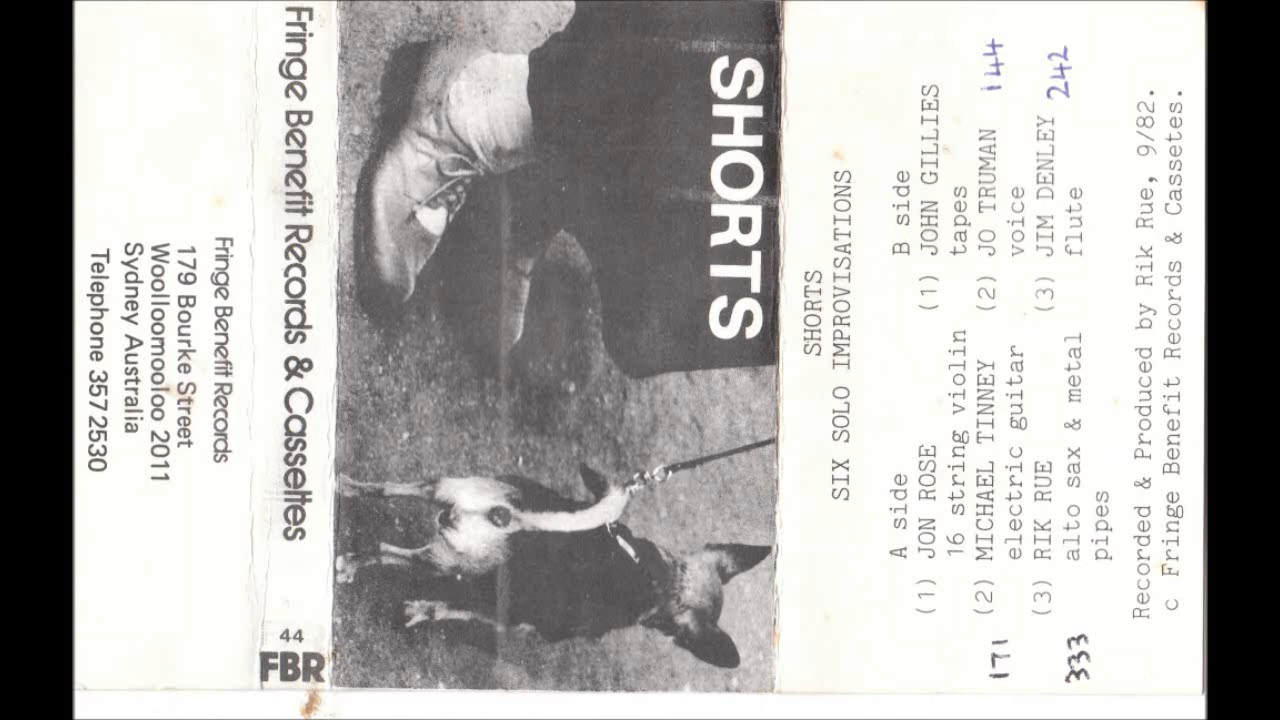 Fringe Benefit Records
179 Bourke Street
Woolloomooloo 2011
Sydney Australia
Telephone 357 2530
Fringe Benefit Records & Cassettes
44
FBR
SHORTS
SHORTS
SIX SOLO IMPROVISATIONS
A side
(1) JON ROSE
16 string violin
(2) MICHAEL TINNEY
electric guitar
171
(3) RIK RUE
alto sax & metal
pipes
333
B side
(1) JOHN GILLIES
tapes
(2) JO TRUMAN 144
voice
(3) JIM DENLEY 242
flute
Recorded & Produced by Rik Rue, 9/82.
c Fringe Benefit Records & Cassetes.